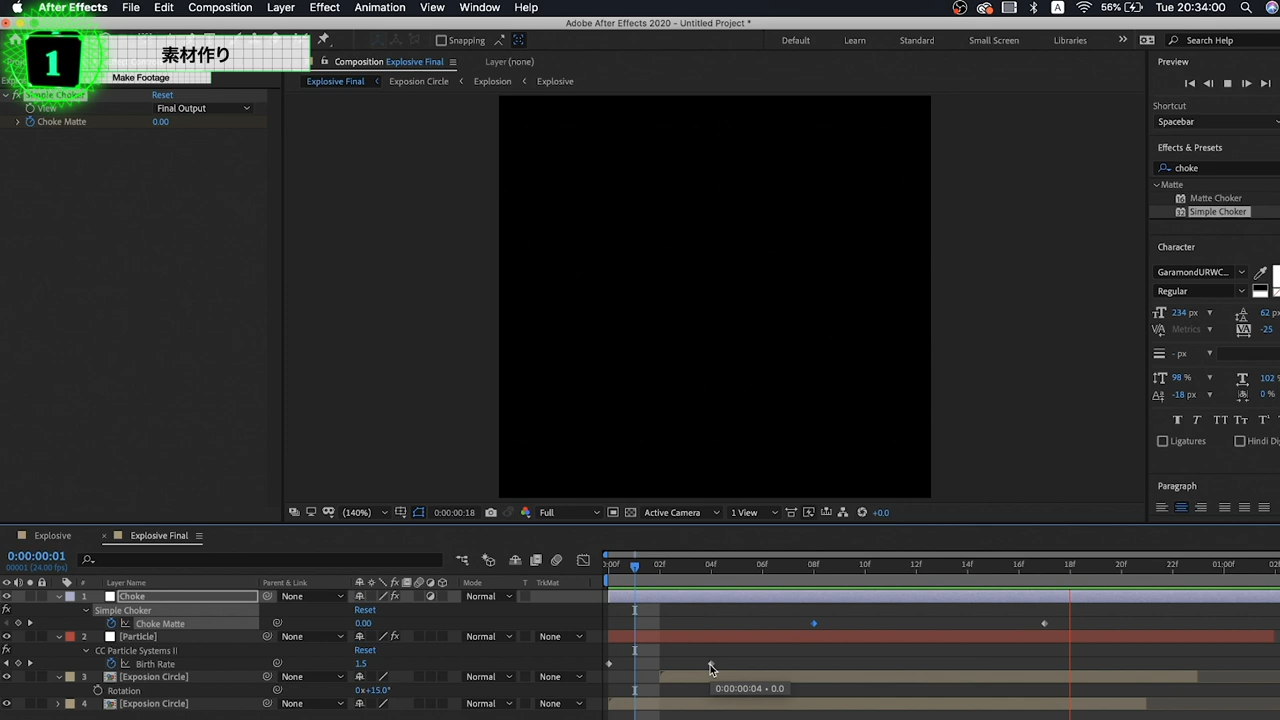 After Effects File Edit Composition Layer Effect Animation View Window Help 56% Tue 20:34:00
Adobe After Effects 2020 - Untitled Project *
Snapping Default Learn Standard Small Screen Libraries Search Help
1 素材作り
Make Footage
Composition Explosive Final Layer (none)
Explosive Final Exposion Circle Explosion Explosive
Simple Choker Reset
View Final Output
Choke Matte 0.00
Preview
Shortcut
Spacebar
Effects & Presets
choke
Matte
Matte Choker
Simple Choker
Character
GaramondURWC...
Regular
234 px 62 px
Metrics -25
- px
98 % 102
-18 px 0 %
Ligatures Hindi Dig
Paragraph
(140%) 0:00:00:18 Full Active Camera 1 View +0.0
Explosive Explosive Final
0:00:00:01
00001 (24.00 fps)
:00f 02f 04f 06f 08f 10f 12f 14f 16f 18f 20f 22f 01:00f 02
# Layer Name Parent & Link Mode T TrkMat
1 Choke None Normal
Simple Choker Reset
Choke Matte 0.00
2 [Particle] None Normal None
CC Particle Systems II Reset
Birth Rate 1.5
3 [Exposion Circle] None Normal None
0:00:00:04 • 0.0
Rotation 0x+15.0°
4 [Exposion Circle] None Normal None